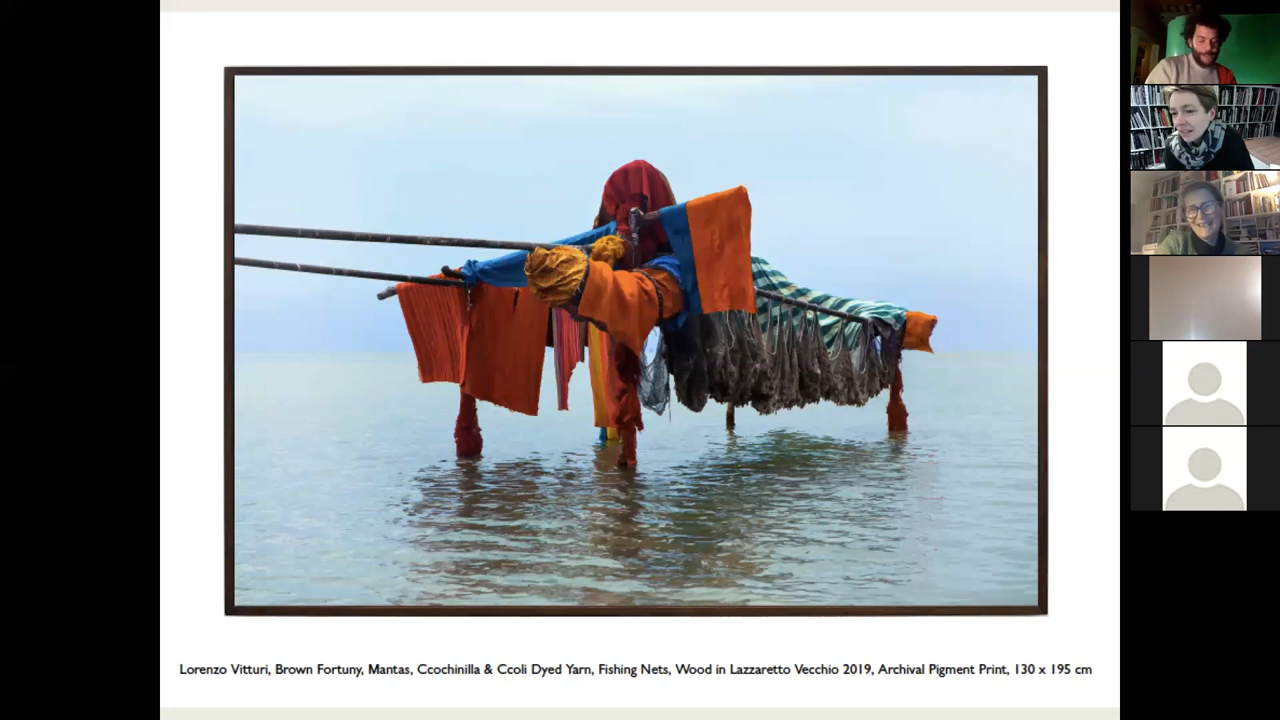 Lorenzo Vitturi, Brown Fortuny, Mantas, Ccochinilla & Ccoli Dyed Yarn, Fishing Nets, Wood in Lazzaretto Vecchio 2019, Archival Pigment Print, 130 x 195 cm